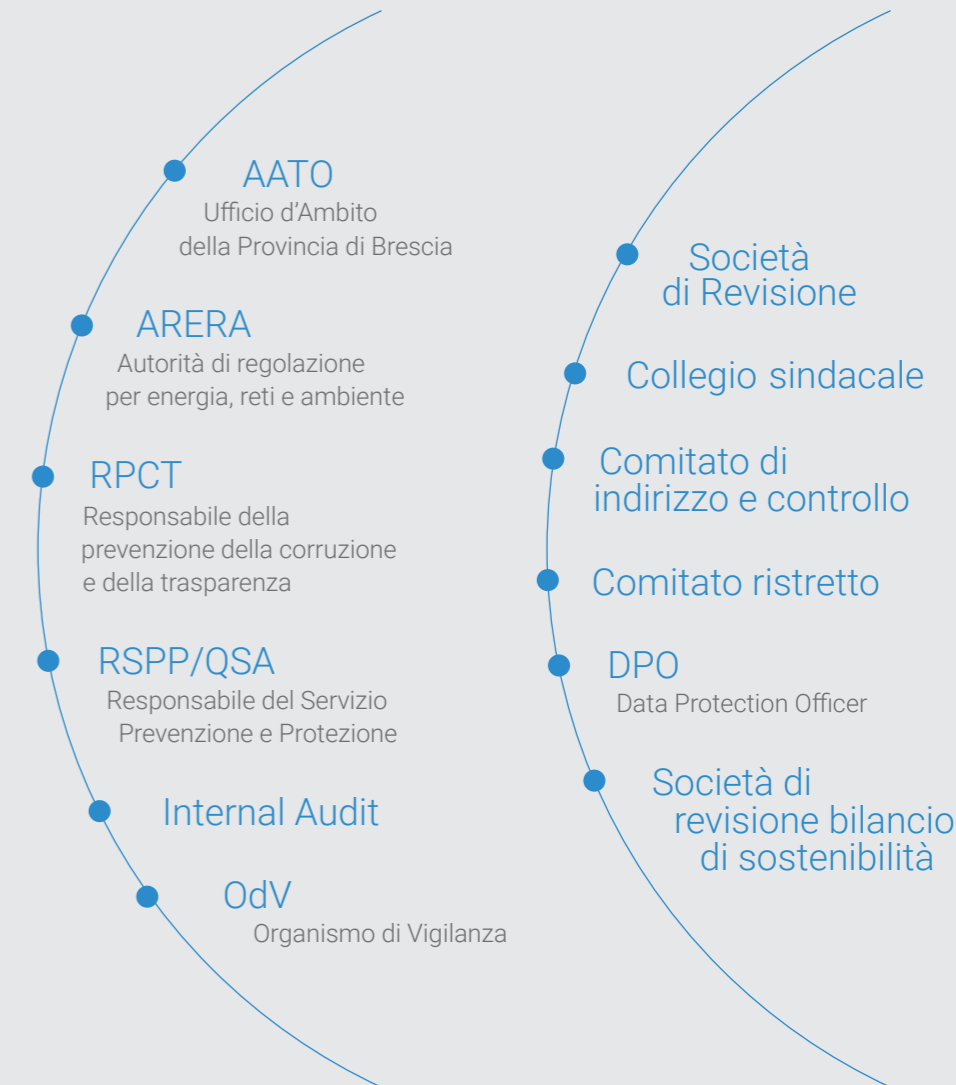 AATO
Ufficio d'Ambito
della Provincia di Brescia
ARERA
Autorità di regolazione
per energia, reti e ambiente
RPCT
Responsabile della
prevenzione della corruzione
e della trasparenza
RSPP/QSA
Responsabile del Servizio
Prevenzione e Protezione
Internal Audit
OdV
Organismo di Vigilanza
Società
di Revisione
Collegio sindacale
Comitato di
indirizzo e controllo
Comitato ristretto
DPO
Data Protection Officer
Società di
revisione bilancio
di sostenibilità